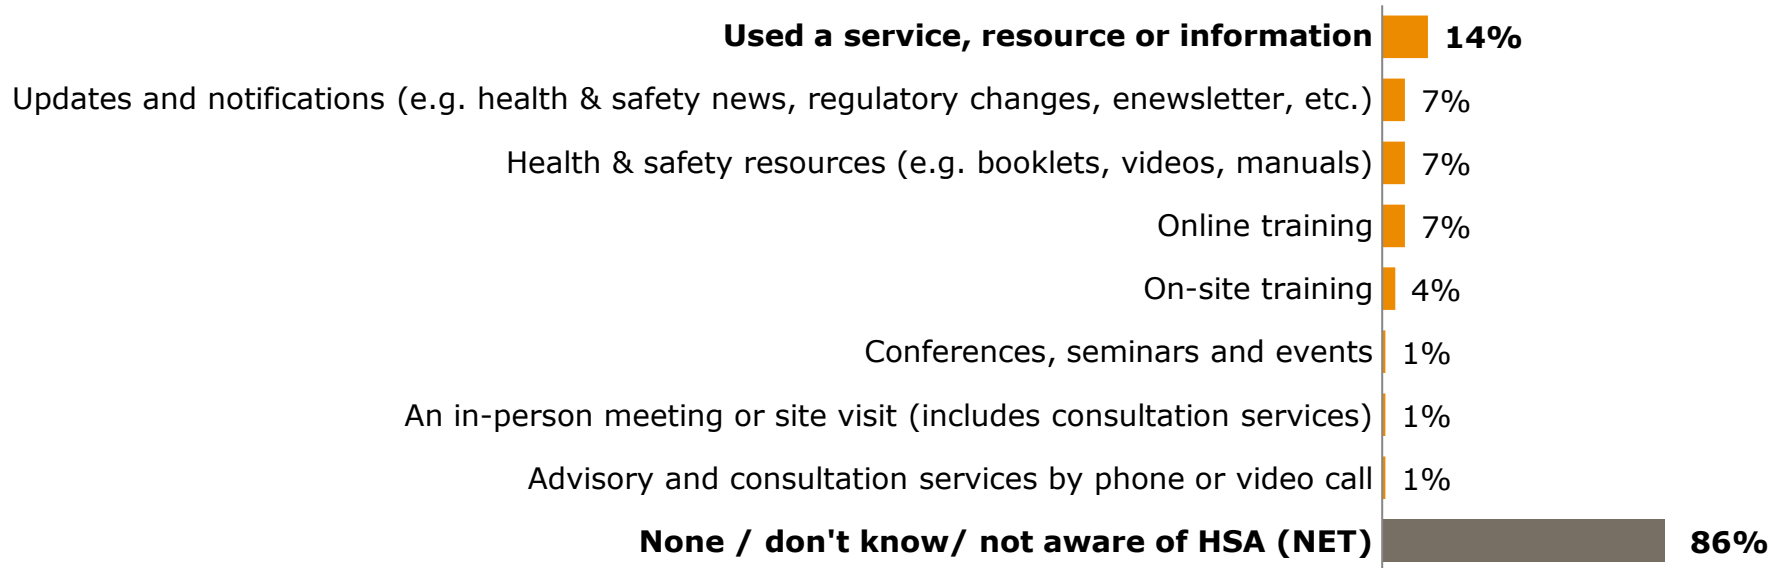 Used a service, resource or information 14%
Updates and notifications (e.g. health & safety news, regulatory changes, enewsletter, etc.) 7%
Health & safety resources (e.g. booklets, videos, manuals) 7%
Online training 7%
On-site training 4%
Conferences, seminars and events 1%
An in-person meeting or site visit (includes consultation services) 1%
Advisory and consultation services by phone or video call 1%
None / don't know/ not aware of HSA (NET) 86%